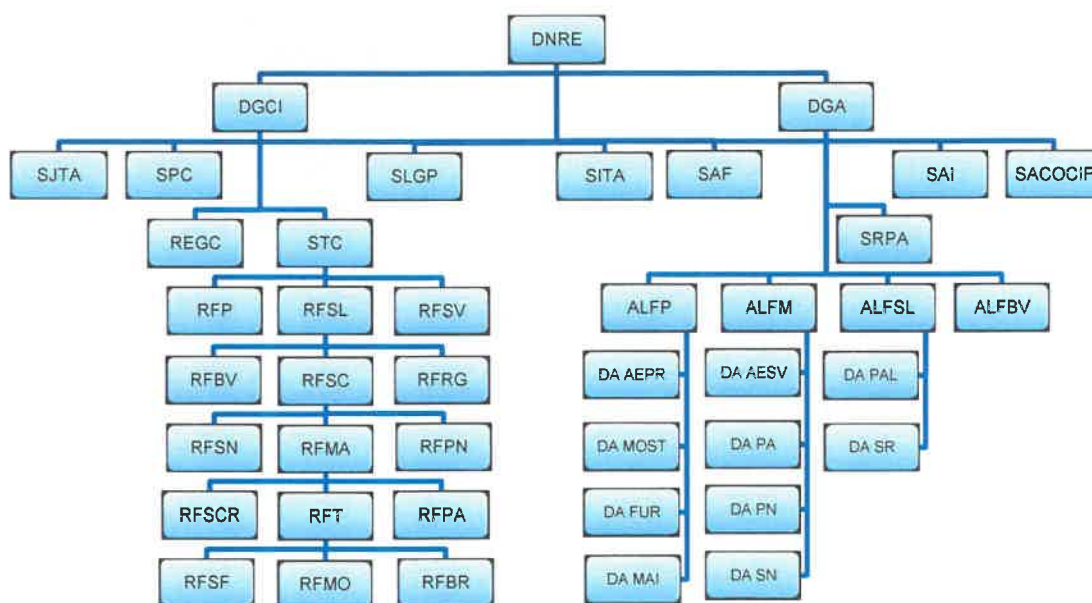 DNRE
DGCI DGA
SJTA SPC SLGP SITA SAF SAi SACOCiF
REGC STC SRPA
RFP RFSL RFSV ALFP ALFM ALFSL ALFBV
RFBV RFSC RFRG DA AEPR DA AESV DA PAL
RFSN RFMA RFPN DA MOST DA PA DA SR
RFSCR RFT RFPA DA FUR DA PN
RFSF RFMO RFBR DA MAI DA SN